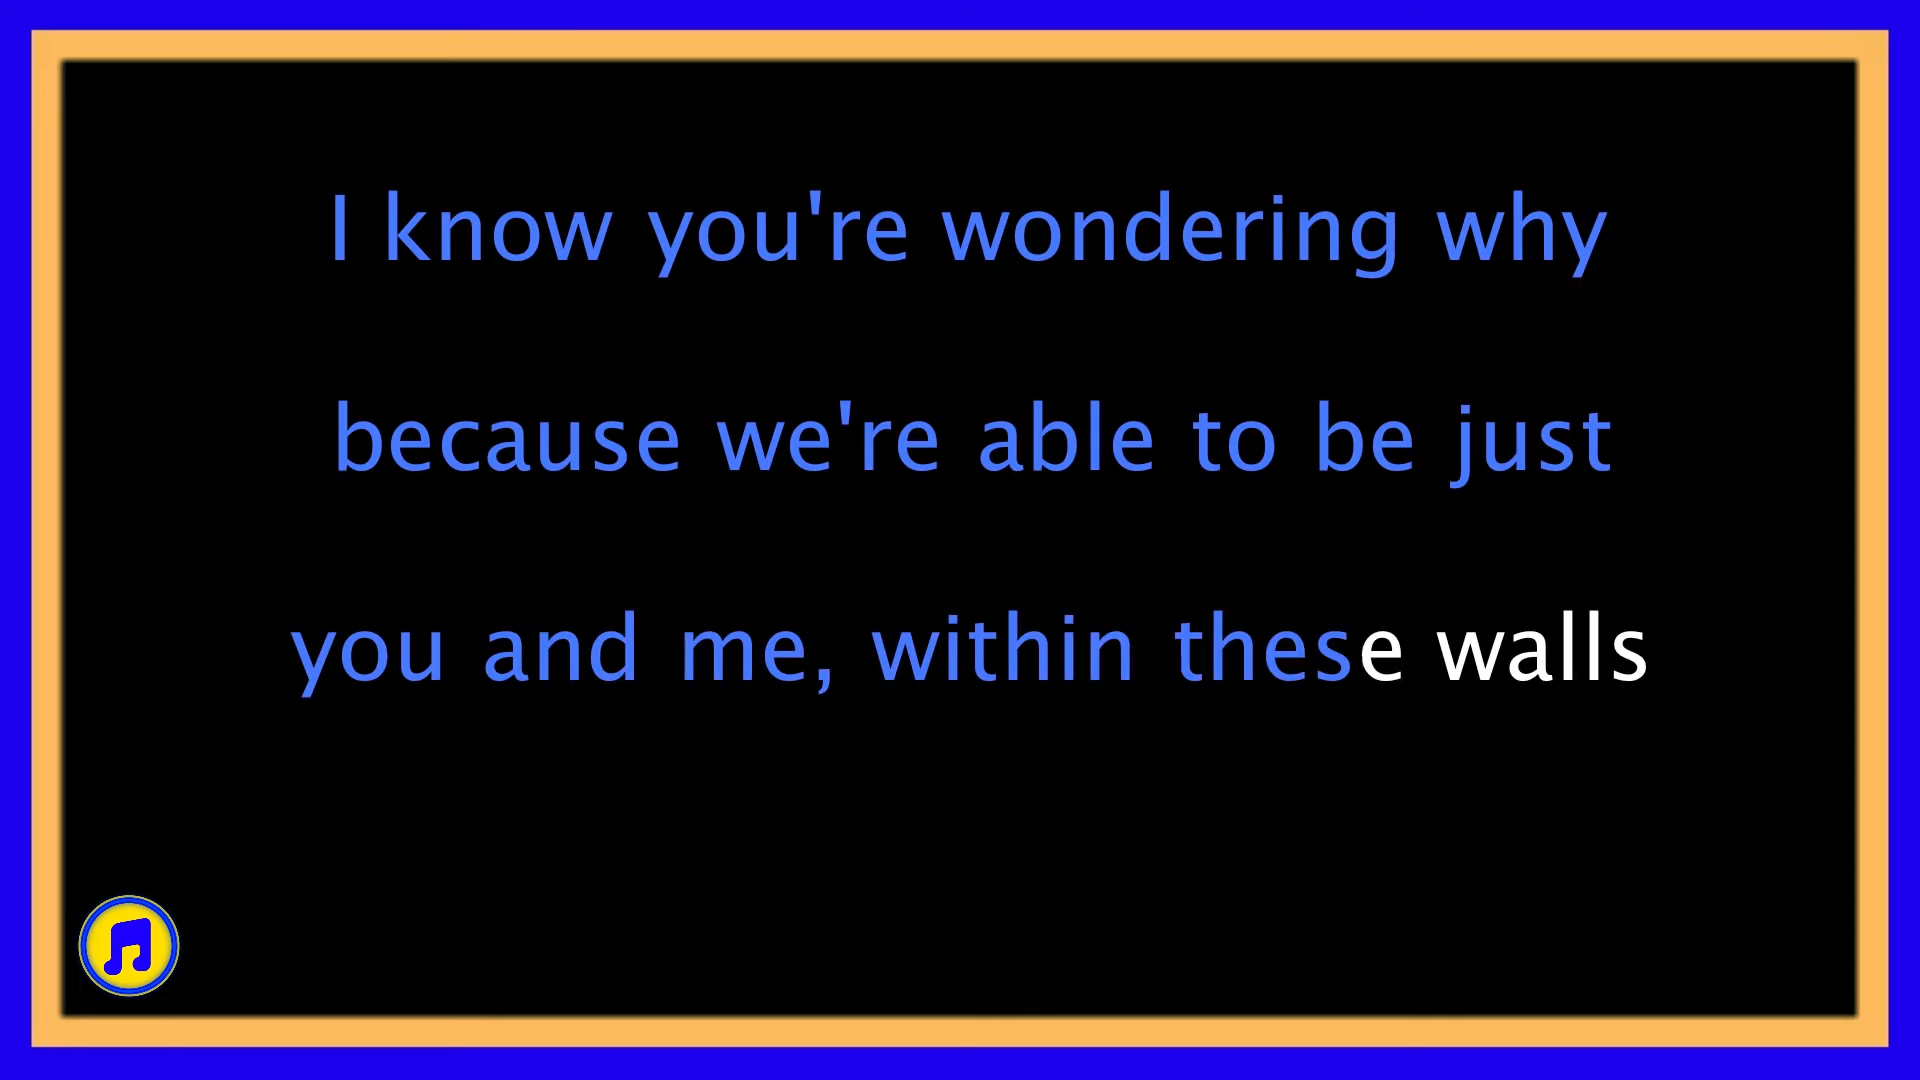 I know you're wondering why
because we're able to be just
you and me, within these walls